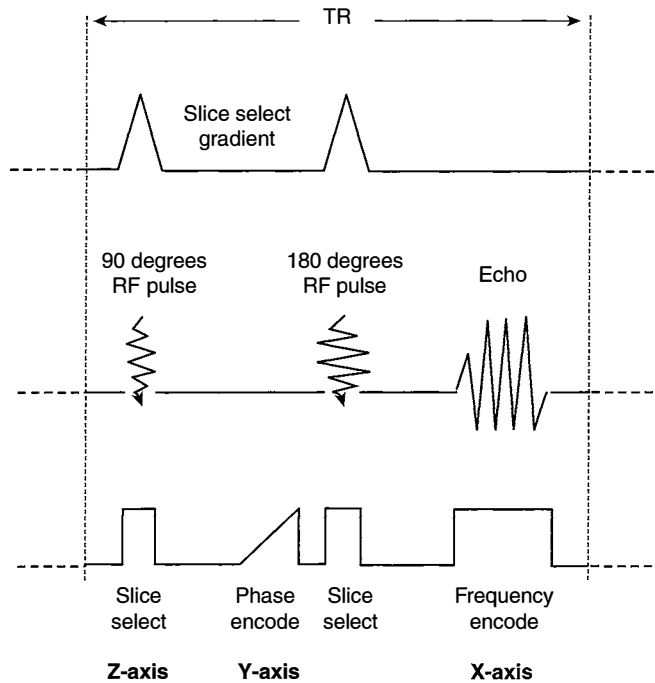 TR
Slice select
gradient
90 degrees
RF pulse
180 degrees
RF pulse
Echo
Slice
select
Phase
encode
Slice
select
Frequency
encode
Z-axis
Y-axis
X-axis